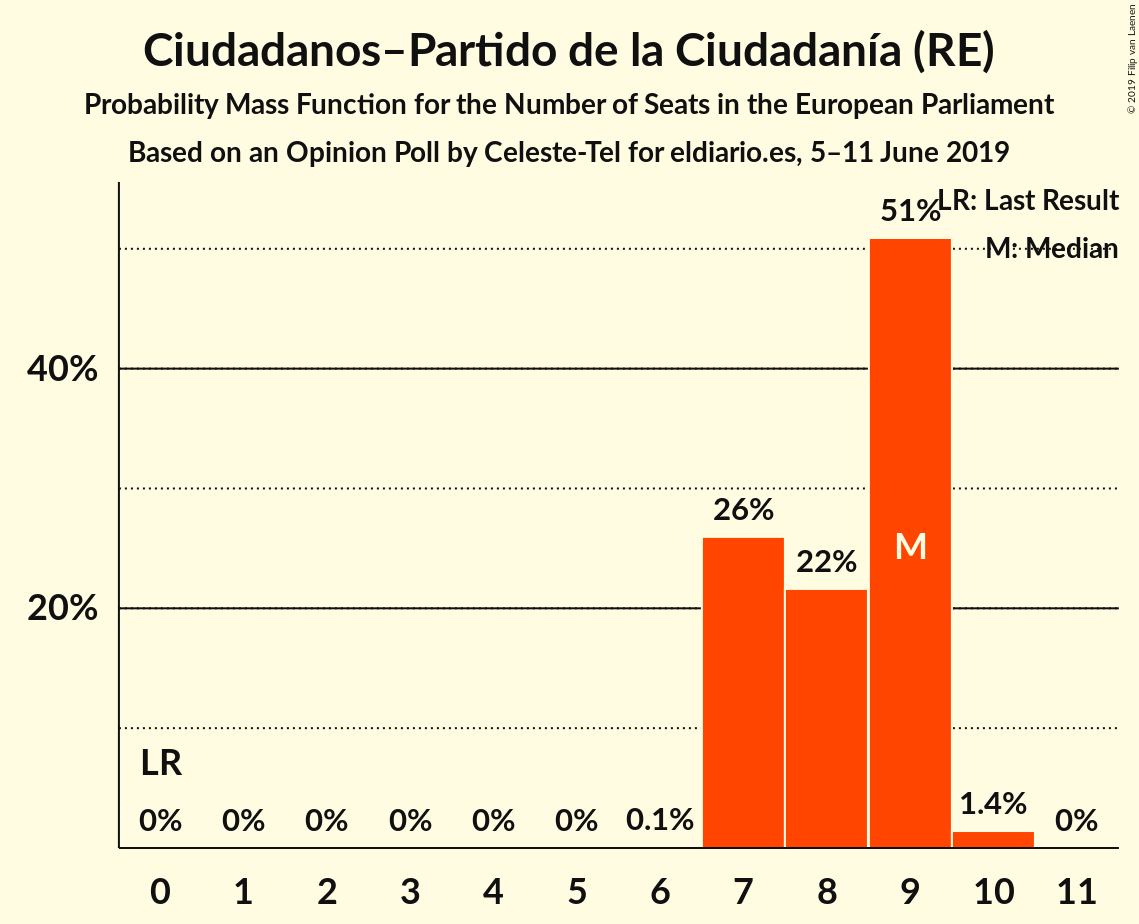 Ciudadanos–Partido de la Ciudadanía (RE)
Probability Mass Function for the Number of Seats in the European Parliament
Based on an Opinion Poll by Celeste-Tel for eldiario.es, 5–11 June 2019
© 2019 Filip van Laenen
LR: Last Result
M: Median
51%
40%
26%
M
22%
20%
LR
0% 0% 0% 0% 0% 0% 0.1% 1.4% 0%
0 1 2 3 4 5 6 7 8 9 10 11